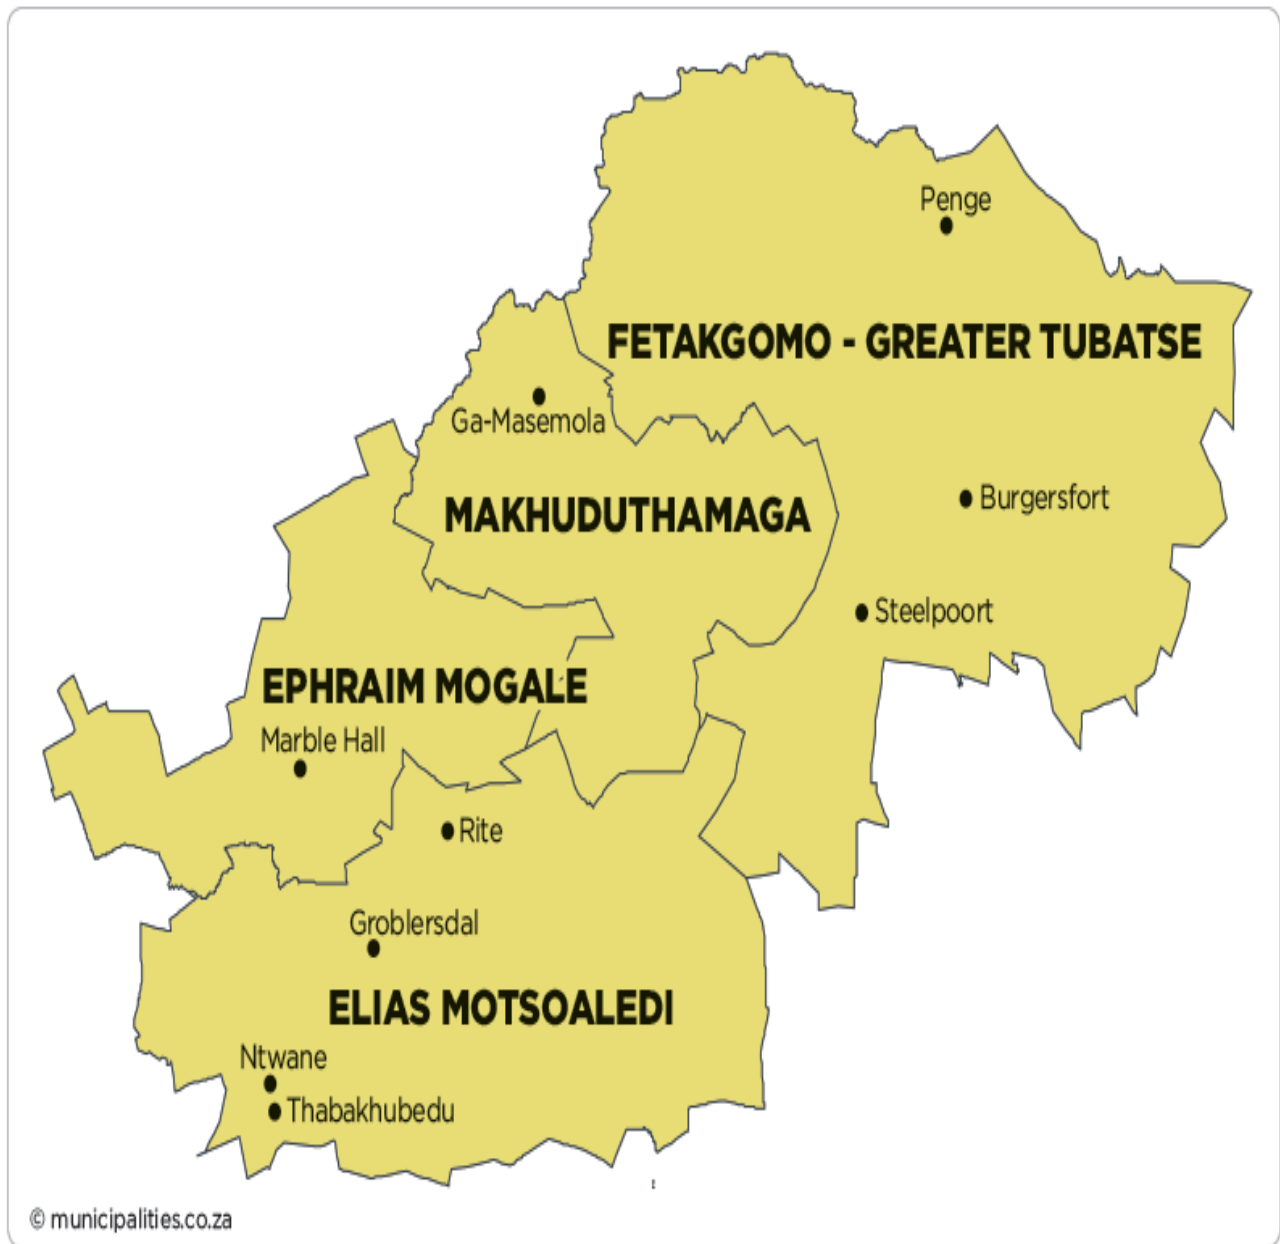 Penge
FETAKGOMO - GREATER TUBATSE
Ga-Masemola
MAKHUDUTHAMAGA
Burgersfort
Steelpoort
EPHRAIM MOGALE
Marble Hall
Rite
Groblersdal
ELIAS MOTSOALEDI
Ntwane
Thabakhubedu
© municipalities.co.za